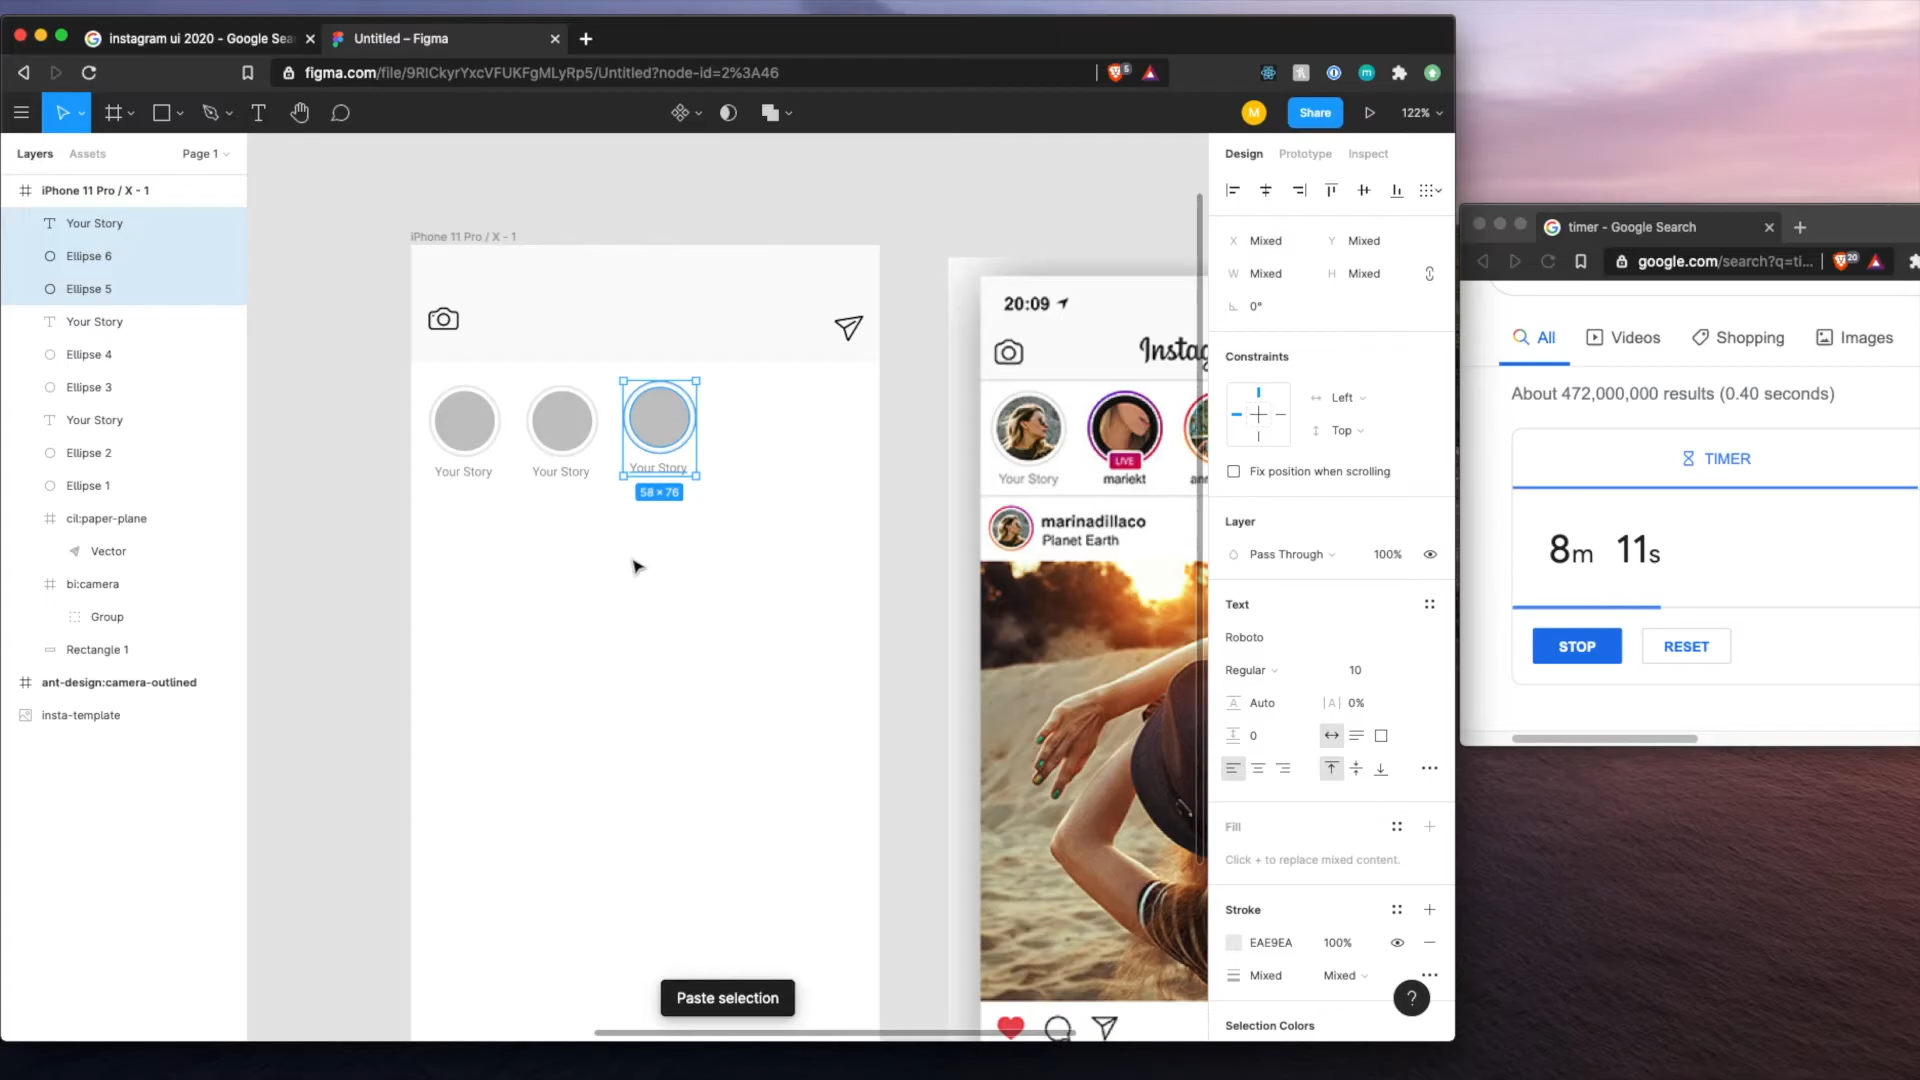 instagram ui 2020 - Google Sea
Untitled – Figma
figma.com/file/9RlCkyrYxcVFUKFgMLyRp5/Untitled?node-id=2%3A46
5
m
M
Share
122%
Layers
Assets
Page 1
iPhone 11 Pro / X - 1
Your Story
Ellipse 6
Ellipse 5
Your Story
Ellipse 4
Ellipse 3
Your Story
Ellipse 2
Ellipse 1
cil:paper-plane
Vector
bi:camera
Group
Rectangle 1
ant-design:camera-outlined
insta-template
iPhone 11 Pro / X - 1
Your Story
Your Story
Your Story
58 × 76
Paste selection
20:09
Instag
LIVE
Your Story
mariekt
marinadillaco
Planet Earth
Design
Prototype
Inspect
X Mixed
Y Mixed
W Mixed
H Mixed
0°
Constraints
Left
Top
Fix position when scrolling
Layer
Pass Through
100%
Text
Roboto
Regular
10
Auto
|A| 0%
0
Fill
Click + to replace mixed content.
Stroke
EAE9EA
100%
Mixed
Mixed
?
Selection Colors
timer - Google Search
google.com/search?q=ti...
20
All
Videos
Shopping
Images
About 472,000,000 results (0.40 seconds)
TIMER
8m 11s
STOP
RESET